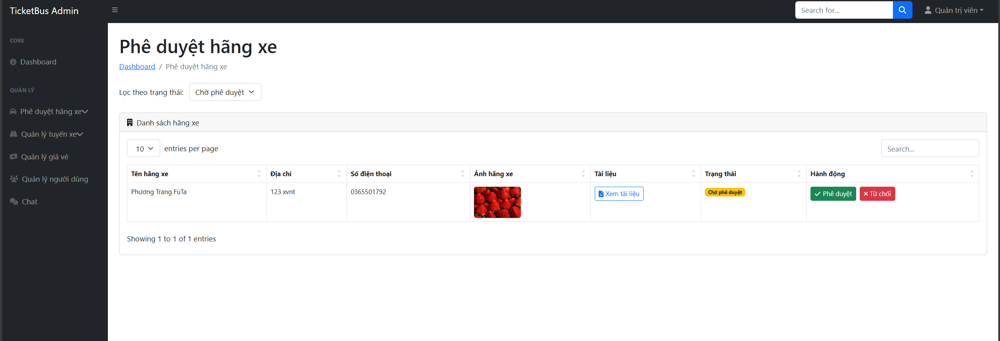 TicketBus Admin
Search for...
Quản trị viên
CORE
Dashboard
QUẢN LÝ
Phê duyệt hãng xe
Quản lý tuyến xe
Quản lý giá vé
Quản lý người dùng
Chat
Phê duyệt hãng xe
Dashboard / Phê duyệt hãng xe
Lọc theo trạng thái: Chờ phê duyệt
Danh sách hãng xe
10 entries per page
Search...
Tên hãng xe Địa chỉ Số điện thoại Ảnh hãng xe Tài liệu Trạng thái Hành động
Phương Trang FuTa 123 xvnt 0365501792 Xem tài liệu Chờ phê duyệt Phê duyệt Từ chối
Showing 1 to 1 of 1 entries